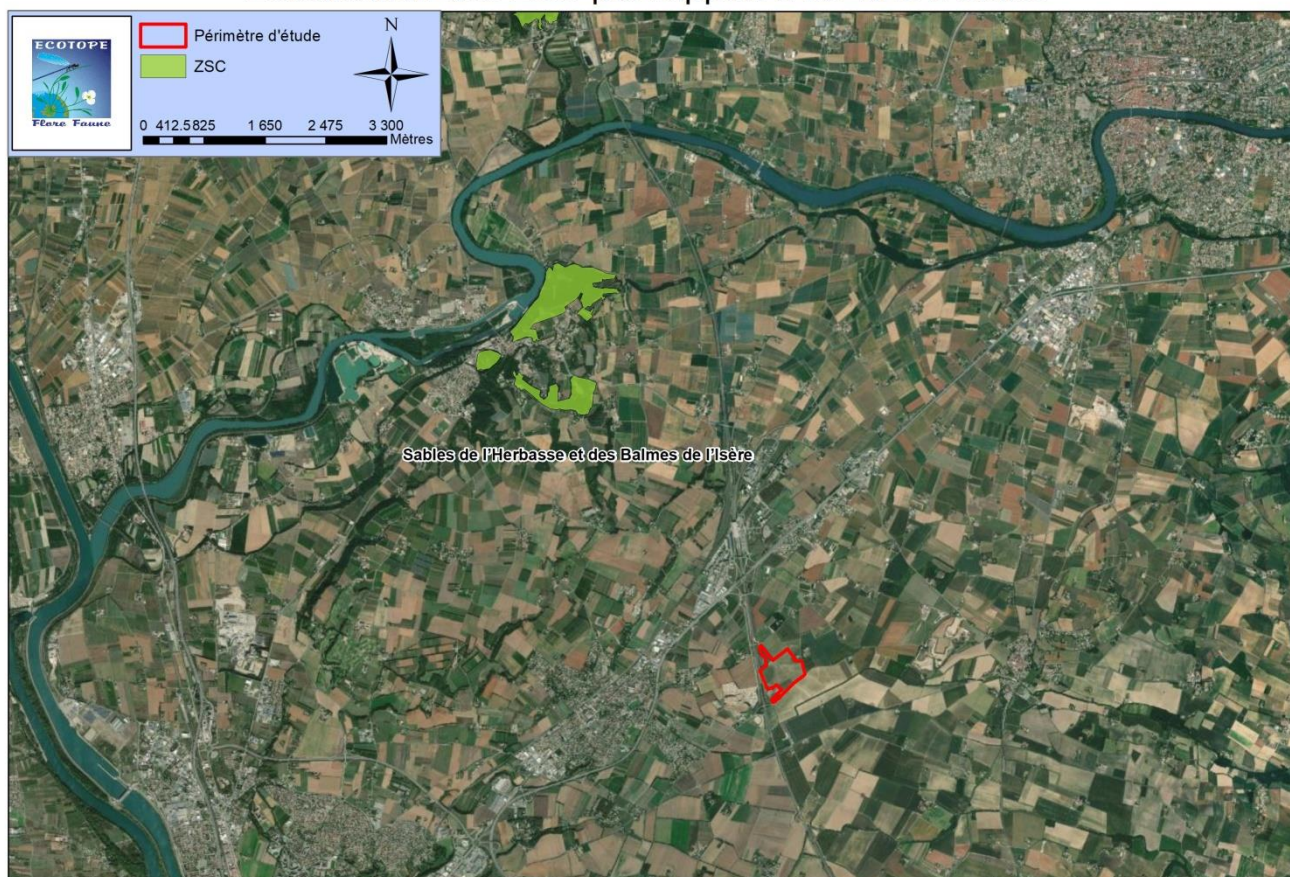 ECOTOPE
Flore Faune
Périmètre d'étude
ZSC
N
0 412.5 825 1 650 2 475 3 300
Mètres
Sables de l'Herbasse et des Balmes de l'Isère